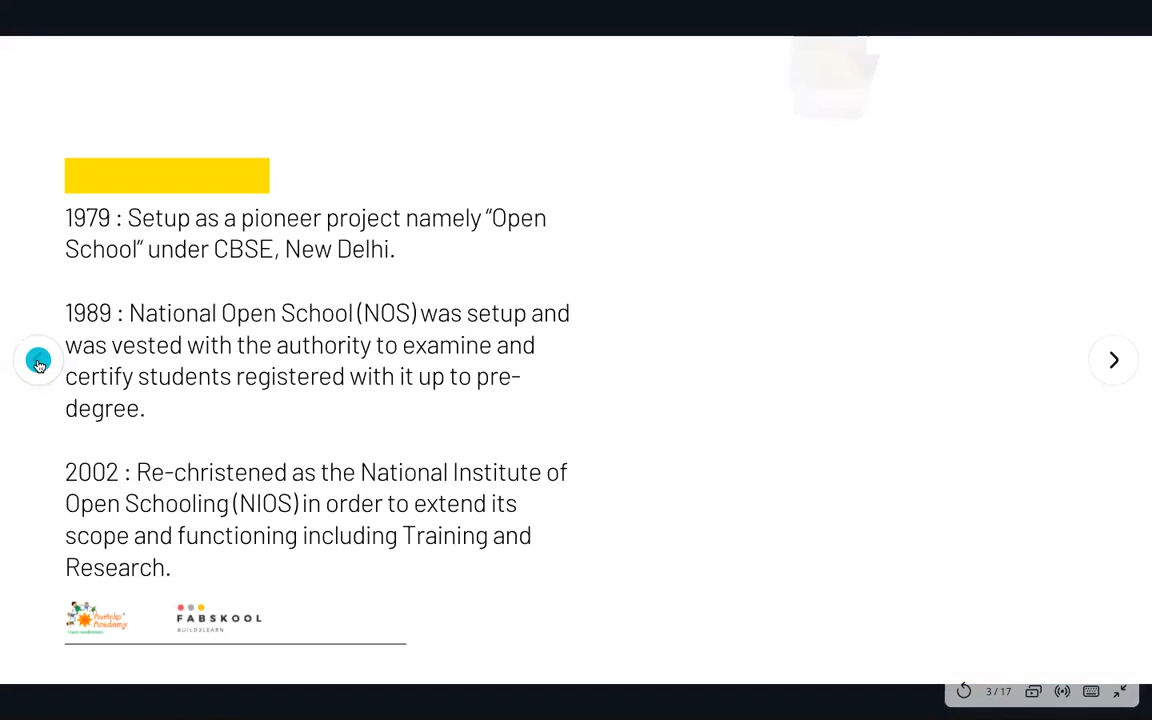 1979 : Setup as a pioneer project namely “Open
School” under CBSE, New Delhi.
1989 : National Open School (NOS) was setup and
was vested with the authority to examine and
certify students registered with it up to pre-
degree.
2002 : Re-christened as the National Institute of
Open Schooling (NIOS) in order to extend its
scope and functioning including Training and
Research.
Academy
FABSKOOL
BUILD2LEARN
3 / 17